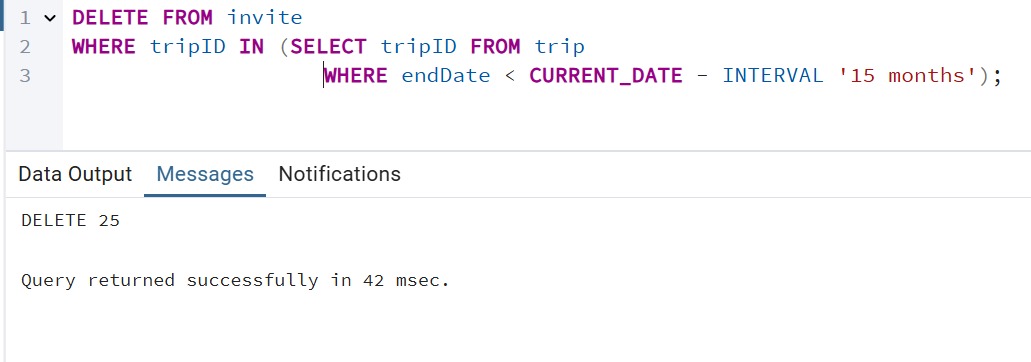 1 DELETE FROM invite
2 WHERE tripID IN (SELECT tripID FROM trip
3 WHERE endDate < CURRENT_DATE - INTERVAL '15 months');
Data Output Messages Notifications
DELETE 25
Query returned successfully in 42 msec.